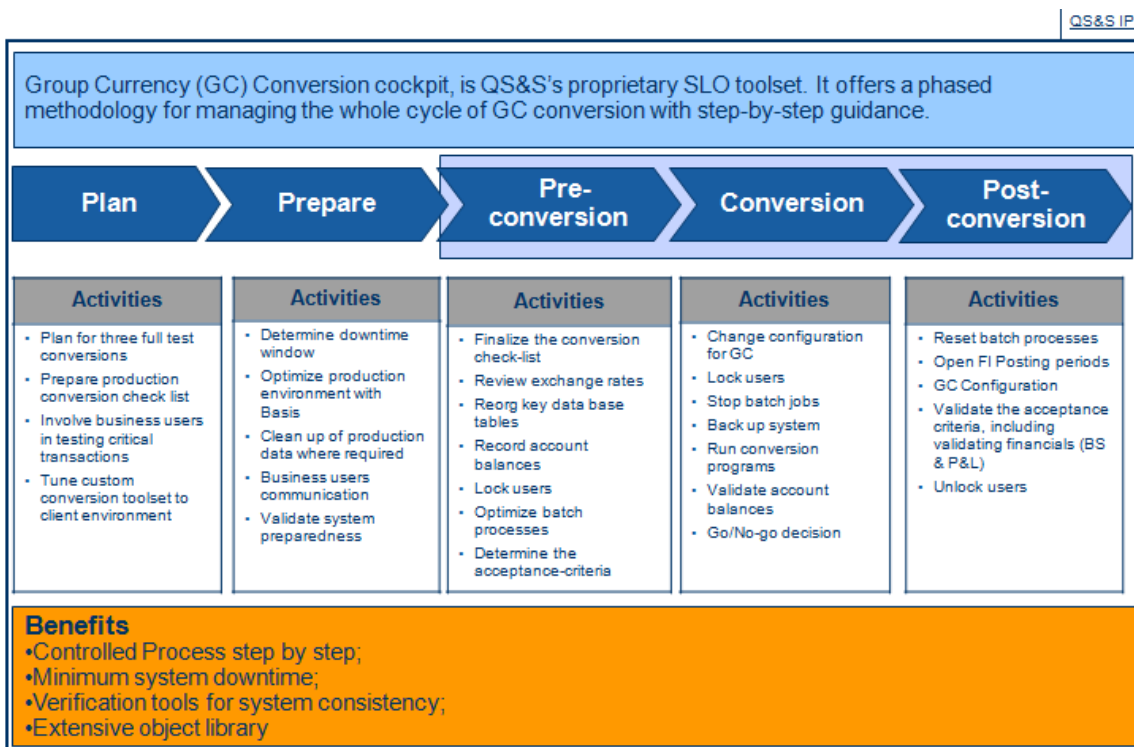 QS&S IP
Group Currency (GC) Conversion cockpit, is QS&S's proprietary SLO toolset. It offers a phased
methodology for managing the whole cycle of GC conversion with step-by-step guidance.
Plan
Prepare
Pre-
conversion
Conversion
Post-
conversion
Activities
▪ Plan for three full test
conversions
▪ Prepare production
conversion check list
▪ Involve business users
in testing critical
transactions
▪ Tune custom
conversion toolset to
client environment
Activities
▪ Determine downtime
window
▪ Optimize production
environment with
Basis
▪ Clean up of production
data where required
▪ Business users
communication
▪ Validate system
preparedness
Activities
▪ Finalize the conversion
check-list
▪ Review exchange rates
▪ Reorg key data base
tables
▪ Record account
balances
▪ Lock users
▪ Optimize batch
processes
▪ Determine the
acceptance-criteria
Activities
▪ Change configuration
for GC
▪ Lock users
▪ Stop batch jobs
▪ Back up system
▪ Run conversion
programs
▪ Validate account
balances
▪ Go/No-go decision
Activities
▪ Reset batch processes
▪ Open FI Posting periods
▪ GC Configuration
▪ Validate the acceptance
criteria, including
validating financials (BS
& P&L)
▪ Unlock users
Benefits
•Controlled Process step by step;
•Minimum system downtime;
•Verification tools for system consistency;
•Extensive object library